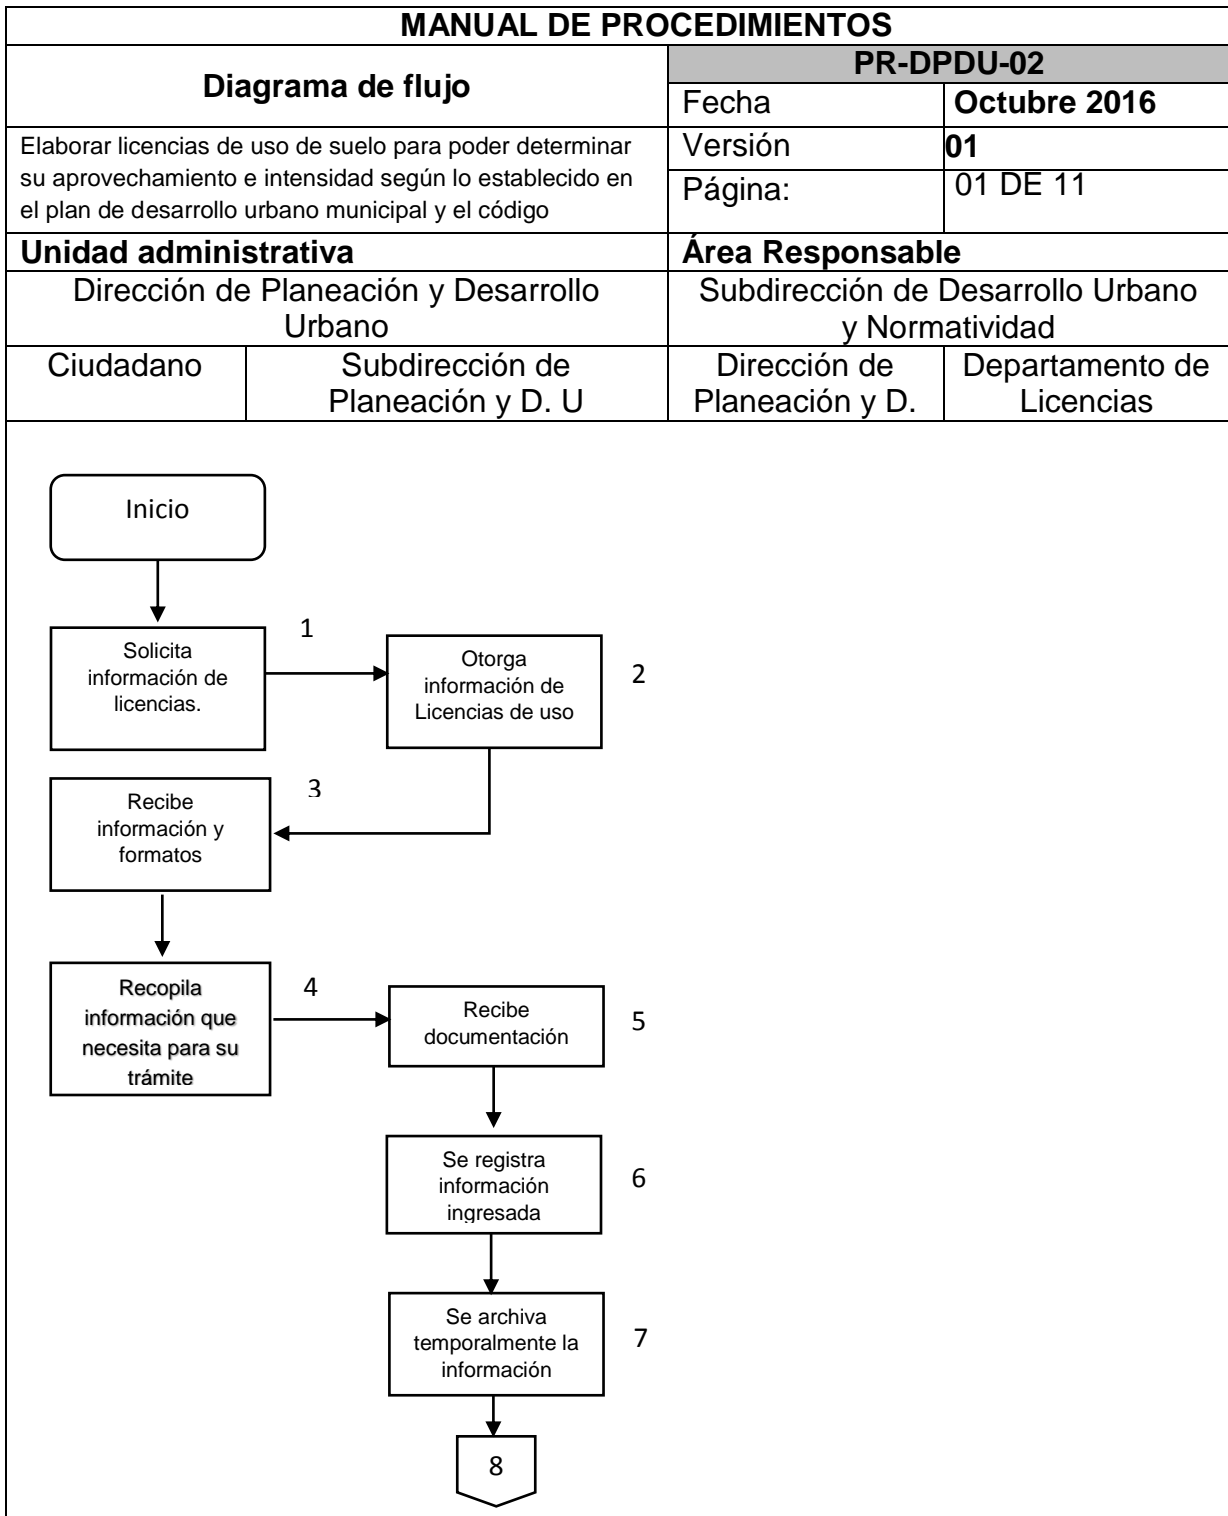 MANUAL DE PROCEDIMIENTOS
Diagrama de flujo
PR-DPDU-02
Fecha
Octubre 2016
Elaborar licencias de uso de suelo para poder determinar
su aprovechamiento e intensidad según lo establecido en
el plan de desarrollo urbano municipal y el código
Versión
01
Página:
01 DE 11
Unidad administrativa
Área Responsable
Dirección de Planeación y Desarrollo
Urbano
Subdirección de Desarrollo Urbano
y Normatividad
Ciudadano
Subdirección de
Planeación y D. U
Dirección de
Planeación y D.
Departamento de
Licencias
Inicio
Solicita
información de
licencias.
1
Otorga
información de
Licencias de uso
2
Recibe
información y
formatos
3
Recopila
información que
necesita para su
trámite
4
Recibe
documentación
5
Se registra
información
ingresada
6
Se archiva
temporalmente la
información
7
8